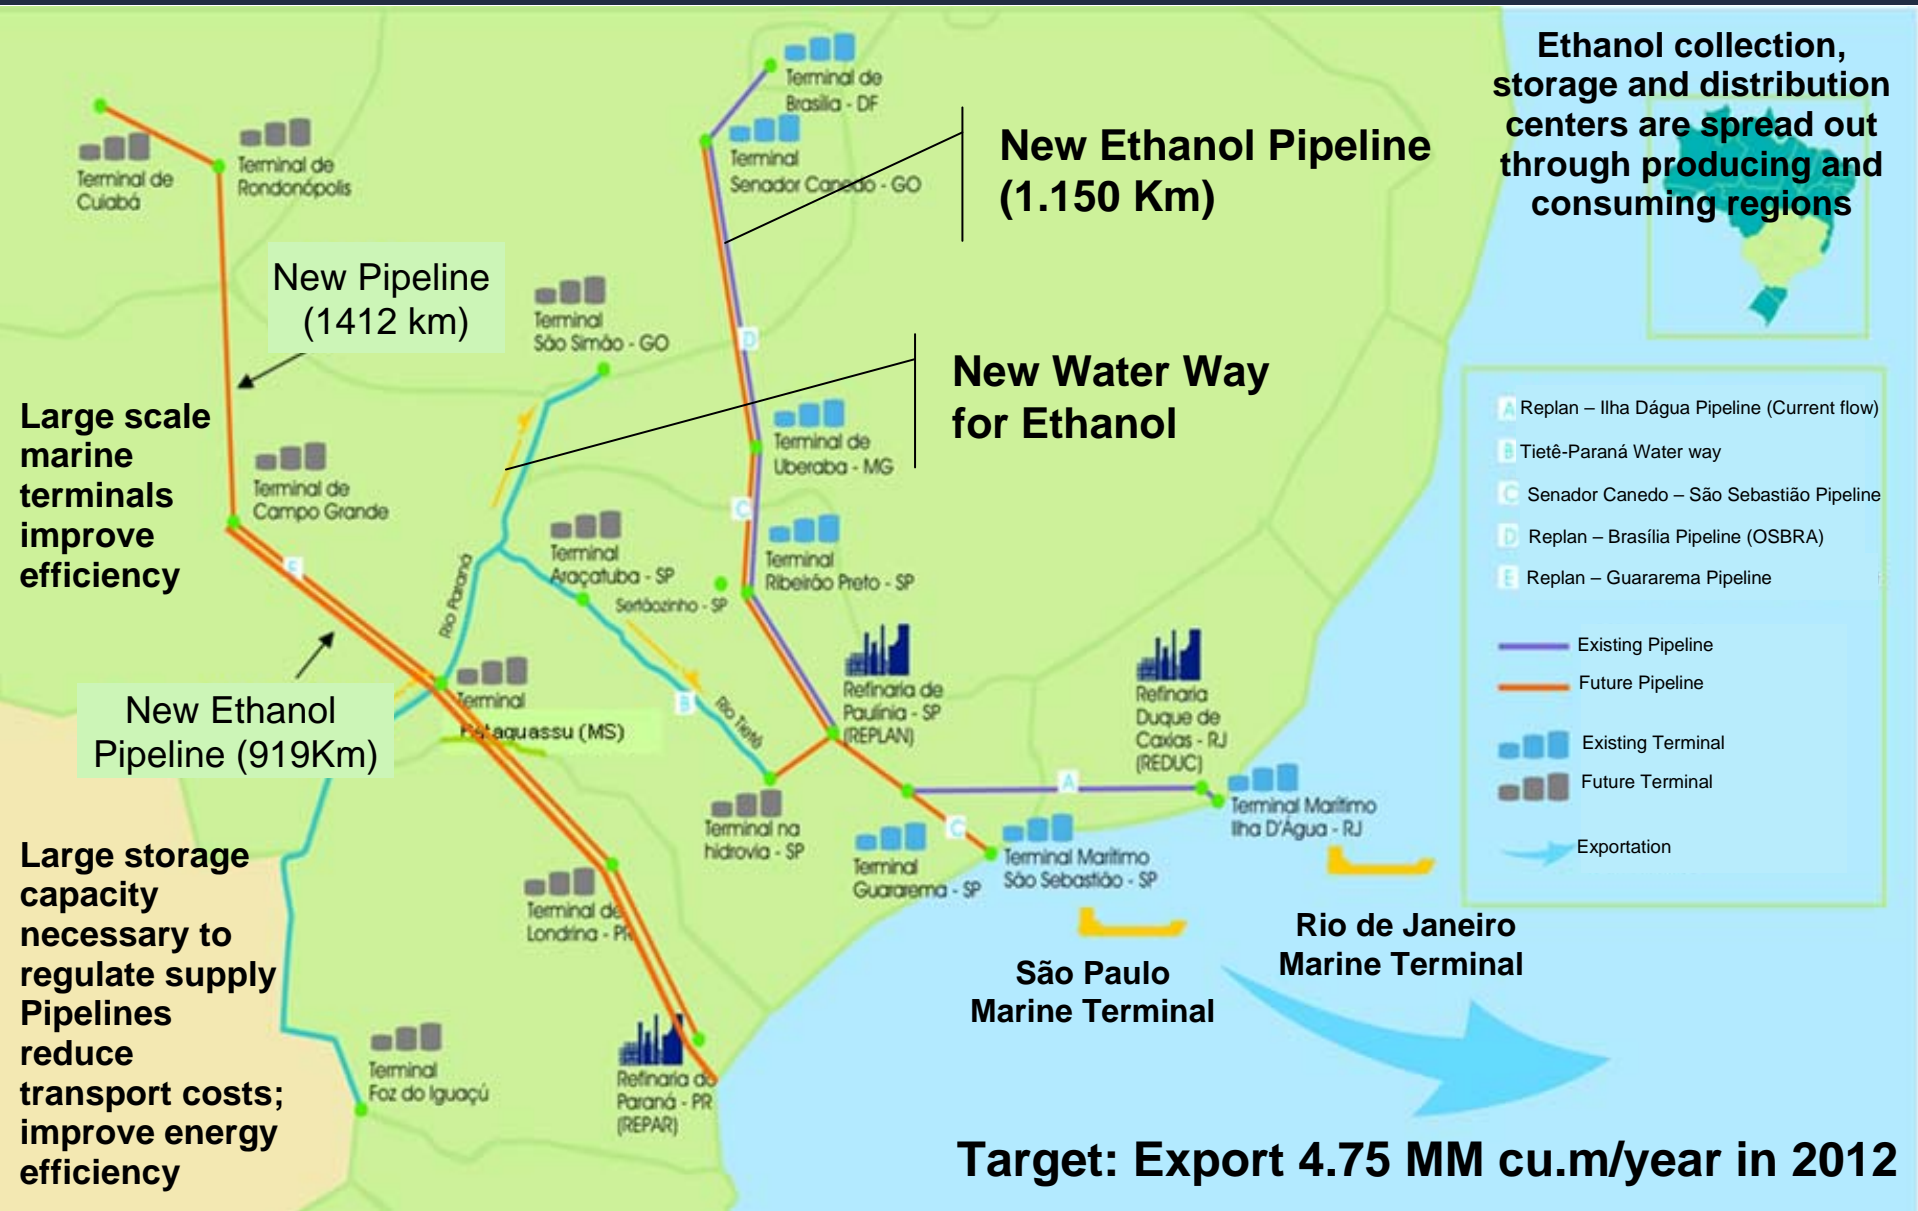 Ethanol collection,
storage and distribution
centers are spread out
through producing and
consuming regions
Terminal de
Brasília - DF
Terminal
Senador Canedo - GO
New Ethanol Pipeline
(1.150 Km)
Terminal de
Cuiabá
Terminal de
Rondonópolis
New Pipeline
(1412 km)
Terminal
São Simão - GO
D
New Water Way
for Ethanol
Large scale
marine
terminals
improve
efficiency
Terminal de
Campo Grande
Terminal de
Uberaba - MG
C
Terminal
Araçatuba - SP
Sertãozinho - SP
Terminal
Ribeirão Preto - SP
Rio Paraná
New Ethanol
Pipeline (919Km)
Terminal
aquassu (MS)
B
Rio Tietê
Refinaria de
Paulínia - SP
(REPLAN)
Refinaria
Duque de
Caxias - RJ
(REDUC)
A
Terminal Marítimo
Ilha D'Água - RJ
Terminal na
hidrovia - SP
C
Terminal
Guararema - SP
Terminal Marítimo
São Sebastião - SP
Terminal de
Londrina - PR
Large storage
capacity
necessary to
regulate supply
Pipelines
reduce
transport costs;
improve energy
efficiency
Terminal
Foz do Iguaçú
Refinaria do
Paraná - PR
(REPAR)
São Paulo
Marine Terminal
Rio de Janeiro
Marine Terminal
A Replan – Ilha Dágua Pipeline (Current flow)
B Tietê-Paraná Water way
C Senador Canedo – São Sebastião Pipeline
D Replan – Brasília Pipeline (OSBRA)
E Replan – Guararema Pipeline
Existing Pipeline
Future Pipeline
Existing Terminal
Future Terminal
Exportation
Target: Export 4.75 MM cu.m/year in 2012